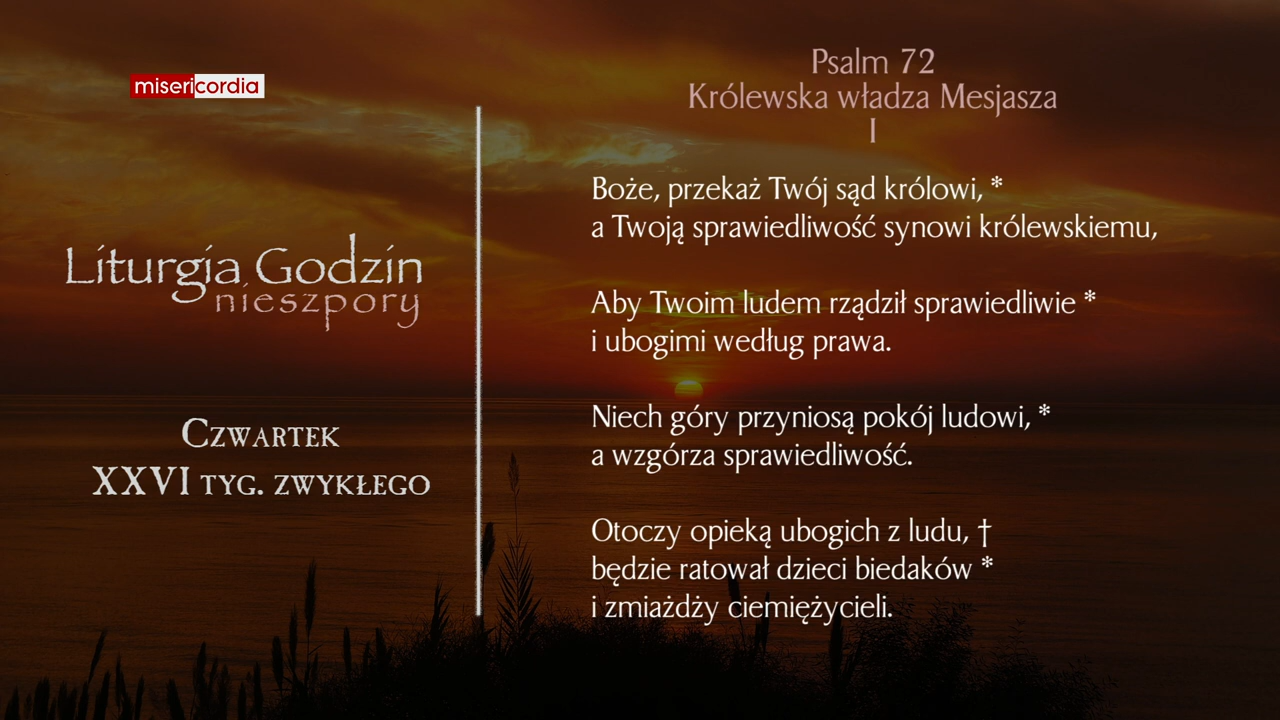 misericordia
Liturgia Godzin
nieszpory
Czwartek
XXVI tyg. zwykłego
Psalm 72
Królewska władza Mesjasza
I
Boże, przekaż Twój sąd królowi, *
a Twoją sprawiedliwość synowi królewskiemu,
Aby Twoim ludem rządził sprawiedliwie *
i ubogimi według prawa.
Niech góry przyniosą pokój ludowi, *
a wzgórza sprawiedliwość.
Otoczy opieką ubogich z ludu, †
będzie ratował dzieci biedaków *
i zmiażdży ciemiężycieli.